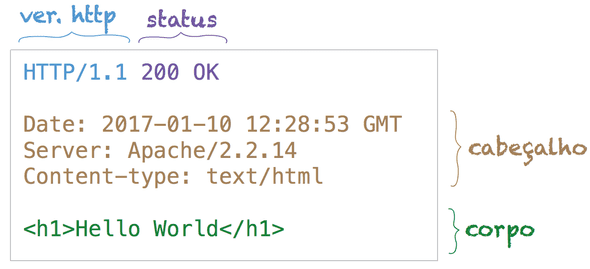 ver. http status
HTTP/1.1 200 OK
Date: 2017-01-10 12:28:53 GMT
Server: Apache/2.2.14
Content-type: text/html
cabeçalho
<h1>Hello World</h1>
corpo